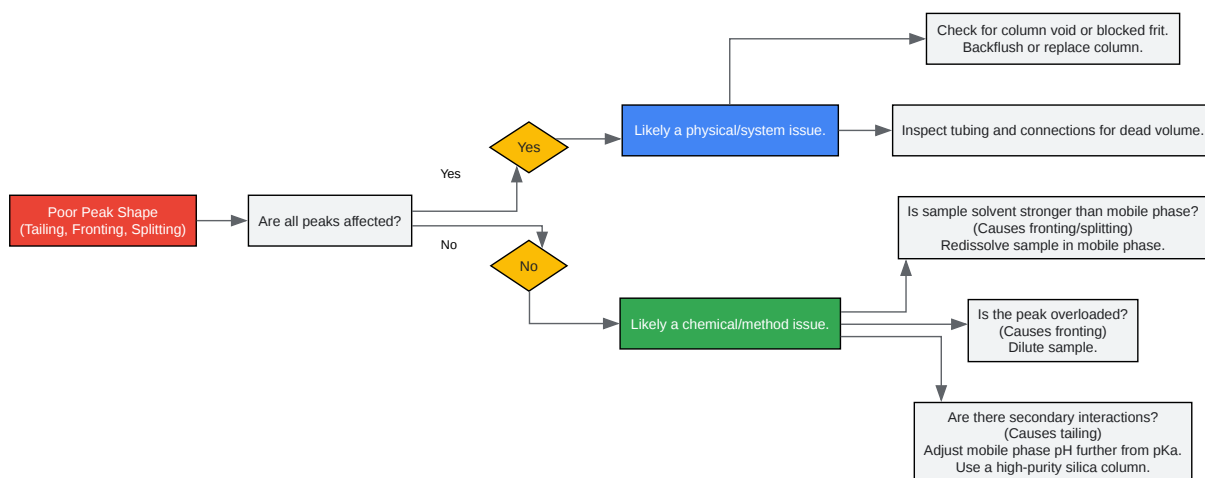 Poor Peak Shape
(Tailing, Fronting, Splitting)
Are all peaks affected?
Yes
Yes
No
No
Likely a physical/system issue.
Check for column void or blocked frit.
Backflush or replace column.
Inspect tubing and connections for dead volume.
Likely a chemical/method issue.
Is sample solvent stronger than mobile phase?
(Causes fronting/splitting)
Redissolve sample in mobile phase.
Is the peak overloaded?
(Causes fronting)
Dilute sample.
Are there secondary interactions?
(Causes tailing)
Adjust mobile phase pH further from pKa.
Use a high-purity silica column.